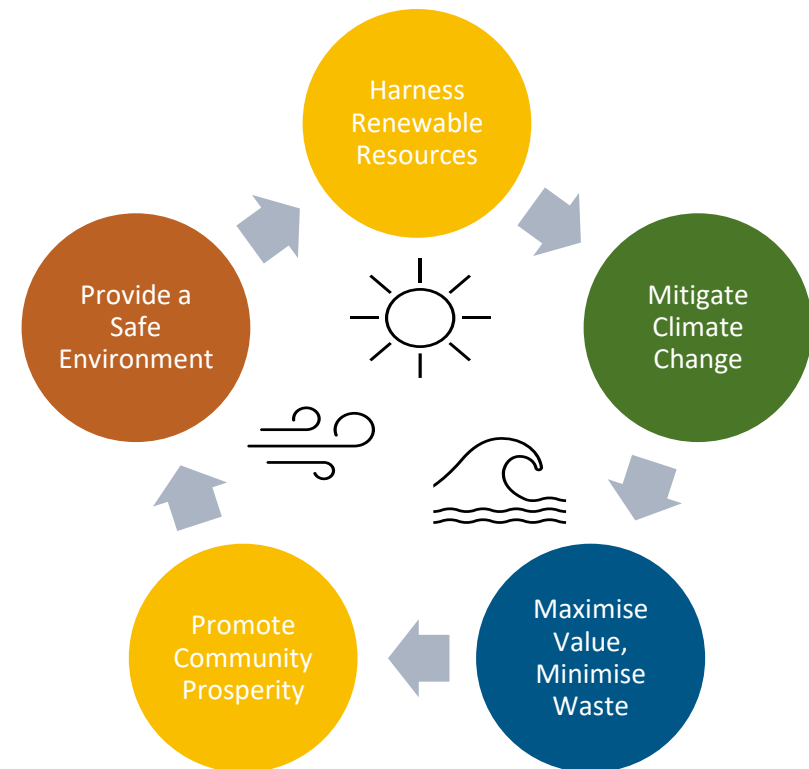 Harness
Renewable
Resources
Mitigate
Climate
Change
Maximise
Value,
Minimise
Waste
Promote
Community
Prosperity
Provide a
Safe
Environment